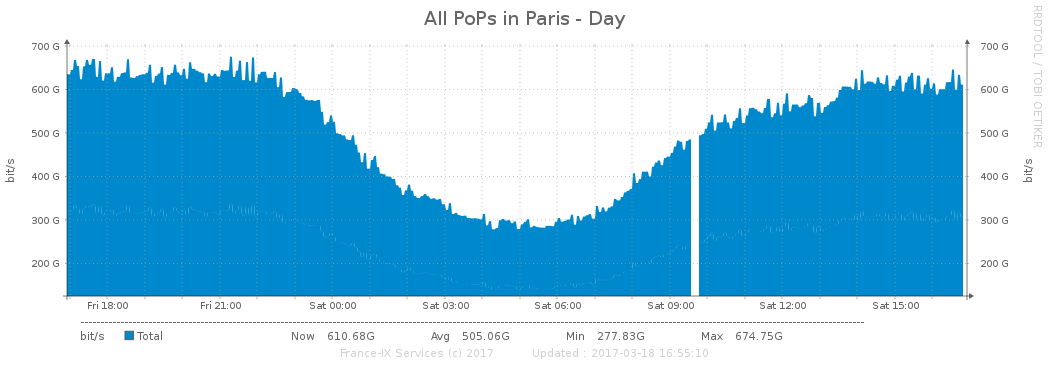 All PoPs in Paris - Day
RRDTOOL / TOBI OETIKER
700 G 700 G
600 G 600 G
500 G 500 G
400 G 400 G
300 G 300 G
200 G 200 G
bit/s bit/s
Fri 18:00 Fri 21:00 Sat 00:00 Sat 03:00 Sat 06:00 Sat 09:00 Sat 12:00 Sat 15:00
bit/s Total Now 610.68G Avg 505.06G Min 277.83G Max 674.75G
France-IX Services (c) 2017 Updated : 2017-03-18 16:55:10